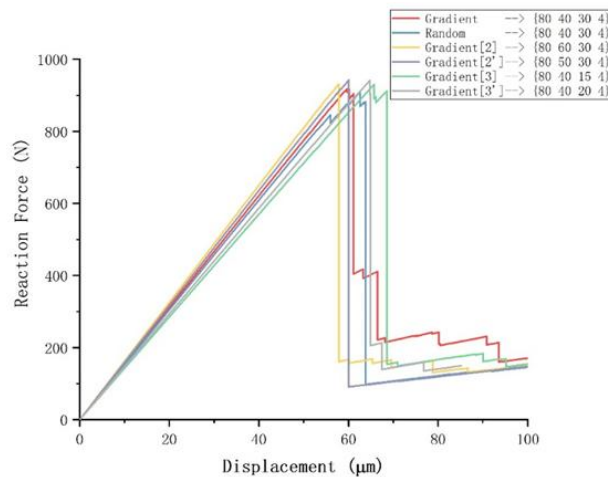 Gradient --> {80 40 30 4}
Random --> {80 40 30 4}
Gradient[2] --> {80 60 30 4}
Gradient[2'] --> {80 50 30 4}
Gradient[3] --> {80 40 15 4}
Gradient[3'] --> {80 40 20 4}
1000
800
600
400
200
0
Reaction Force (N)
0 20 40 60 80 100
Displacement (μm)